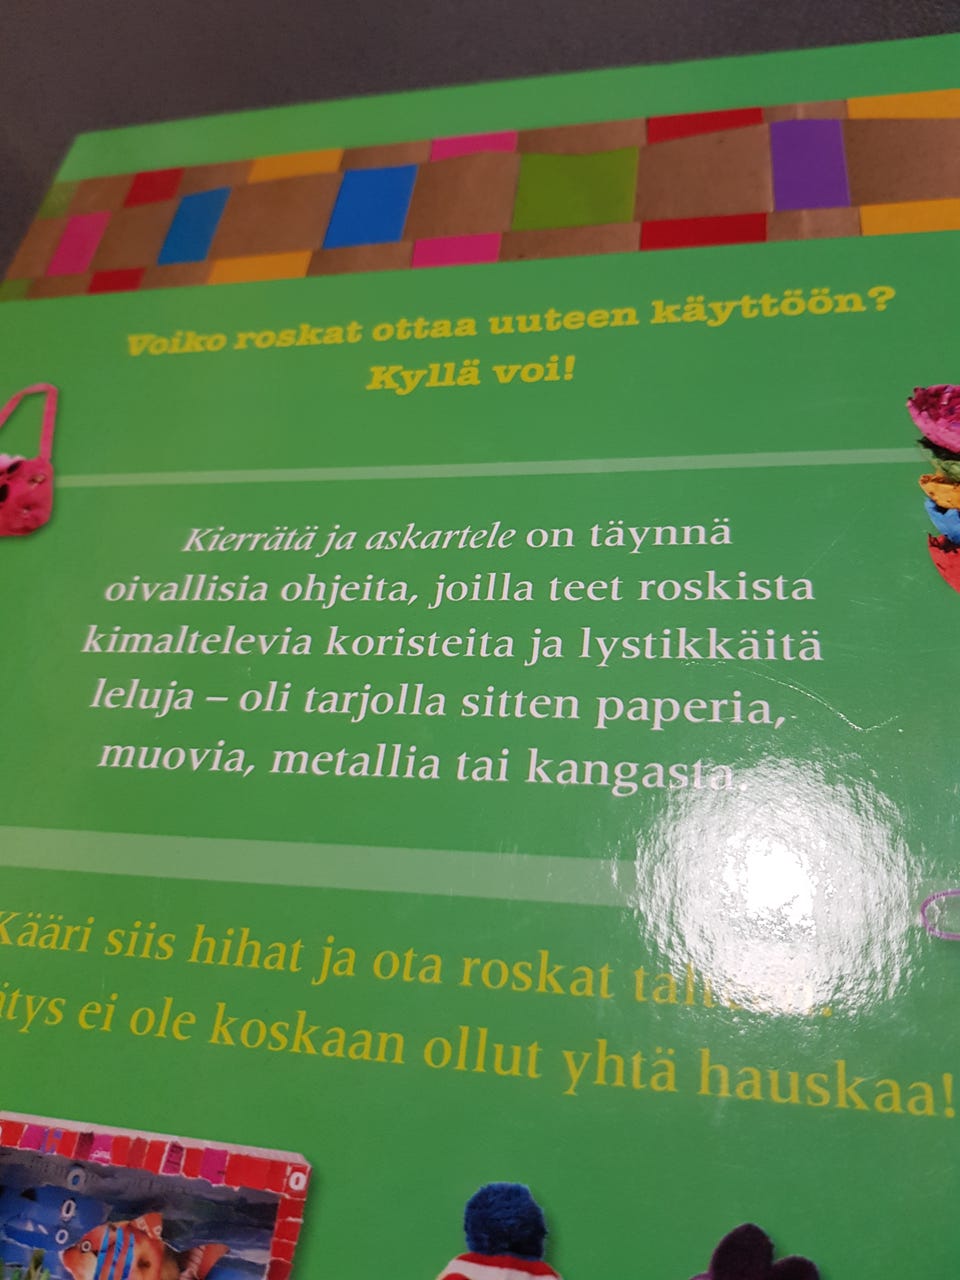 Voiko roskat ottaa uuteen käyttöön?
Kyllä voi!
Kierrätä ja askartele on täynnä
oivallisia ohjeita, joilla teet roskista
kimaltelevia koristeita ja lystikkäitä
leluja – oli tarjolla sitten paperia,
muovia, metallia tai kangasta.
Kääri siis hihat ja ota roskat
ei ole koskaan ollut yhtä hauskaa!